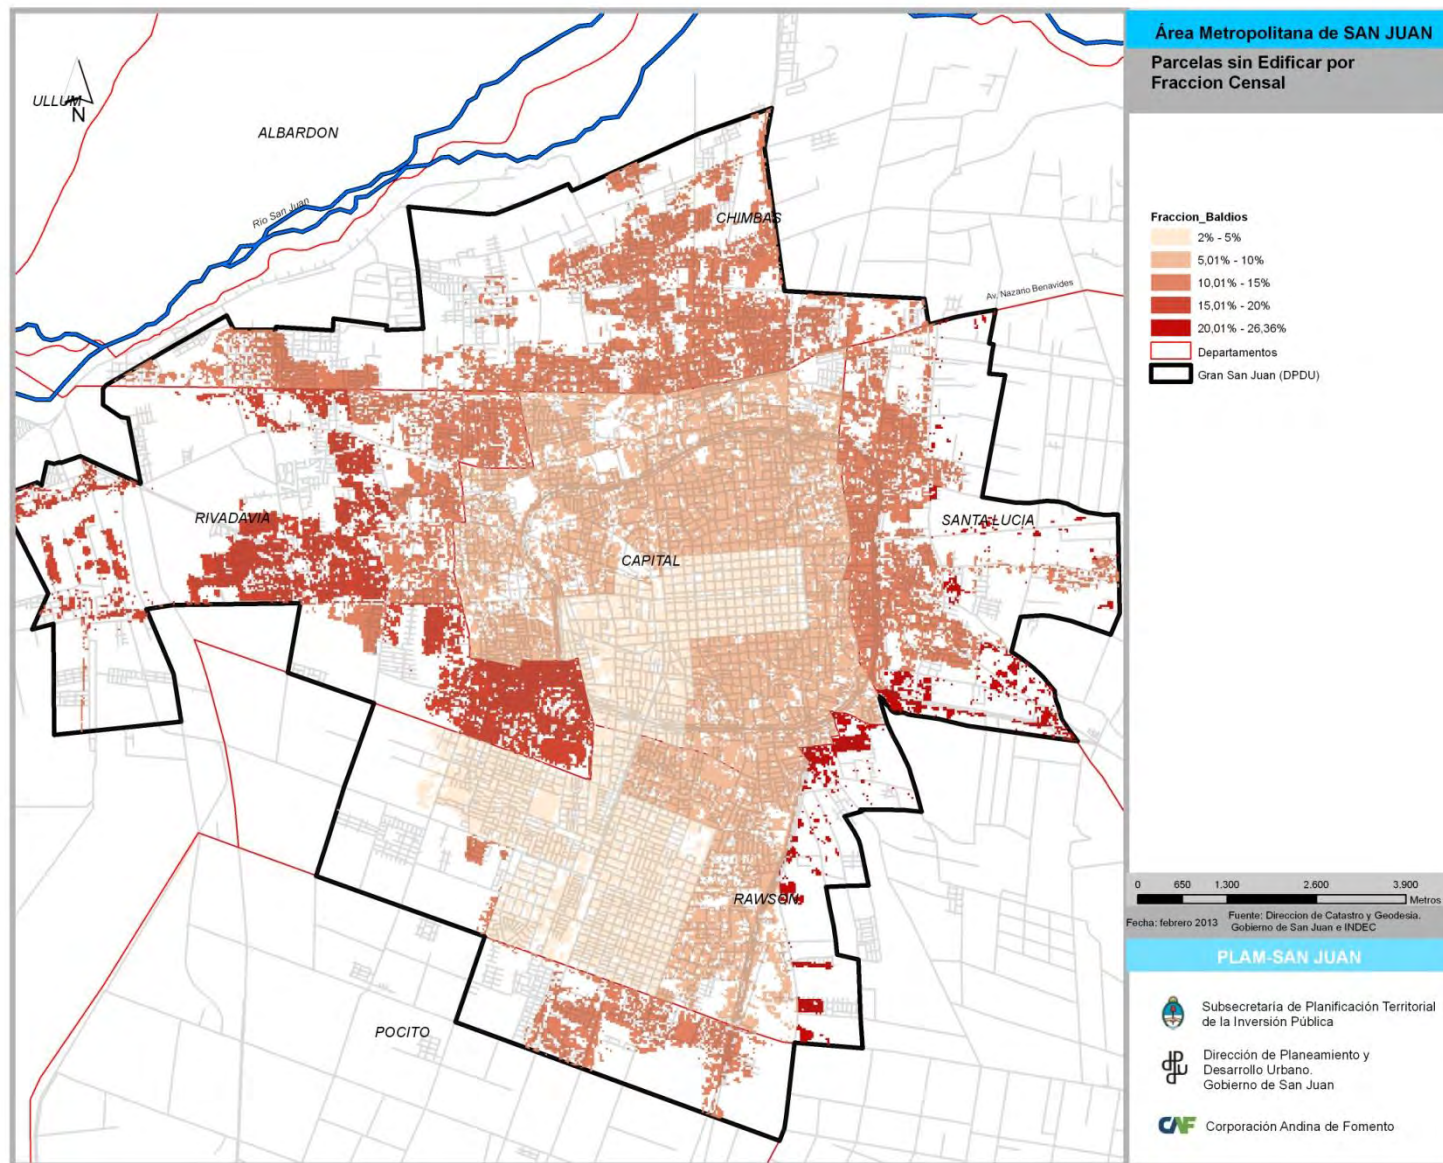 ULLUM
N
ALBARDON
Rio San Juan
CHIMBAS
Av. Nazario Benavides
RIVADAVIA
SANTA LUCIA
CAPITAL
RAWSON
POCITO
Área Metropolitana de SAN JUAN
Parcelas sin Edificar por
Fraccion Censal
Fraccion_Baldios
2% - 5%
5,01% - 10%
10,01% - 15%
15,01% - 20%
20,01% - 26,36%
Departamentos
Gran San Juan (DPDU)
0 650 1.300 2.600 3.900
Metros
Fecha: febrero 2013
Fuente: Direccion de Catastro y Geodesia.
Gobierno de San Juan e INDEC
PLAM-SAN JUAN
Subsecretaría de Planificación Territorial
de la Inversión Pública
dpdu
Dirección de Planeamiento y
Desarrollo Urbano.
Gobierno de San Juan
CAF
Corporación Andina de Fomento